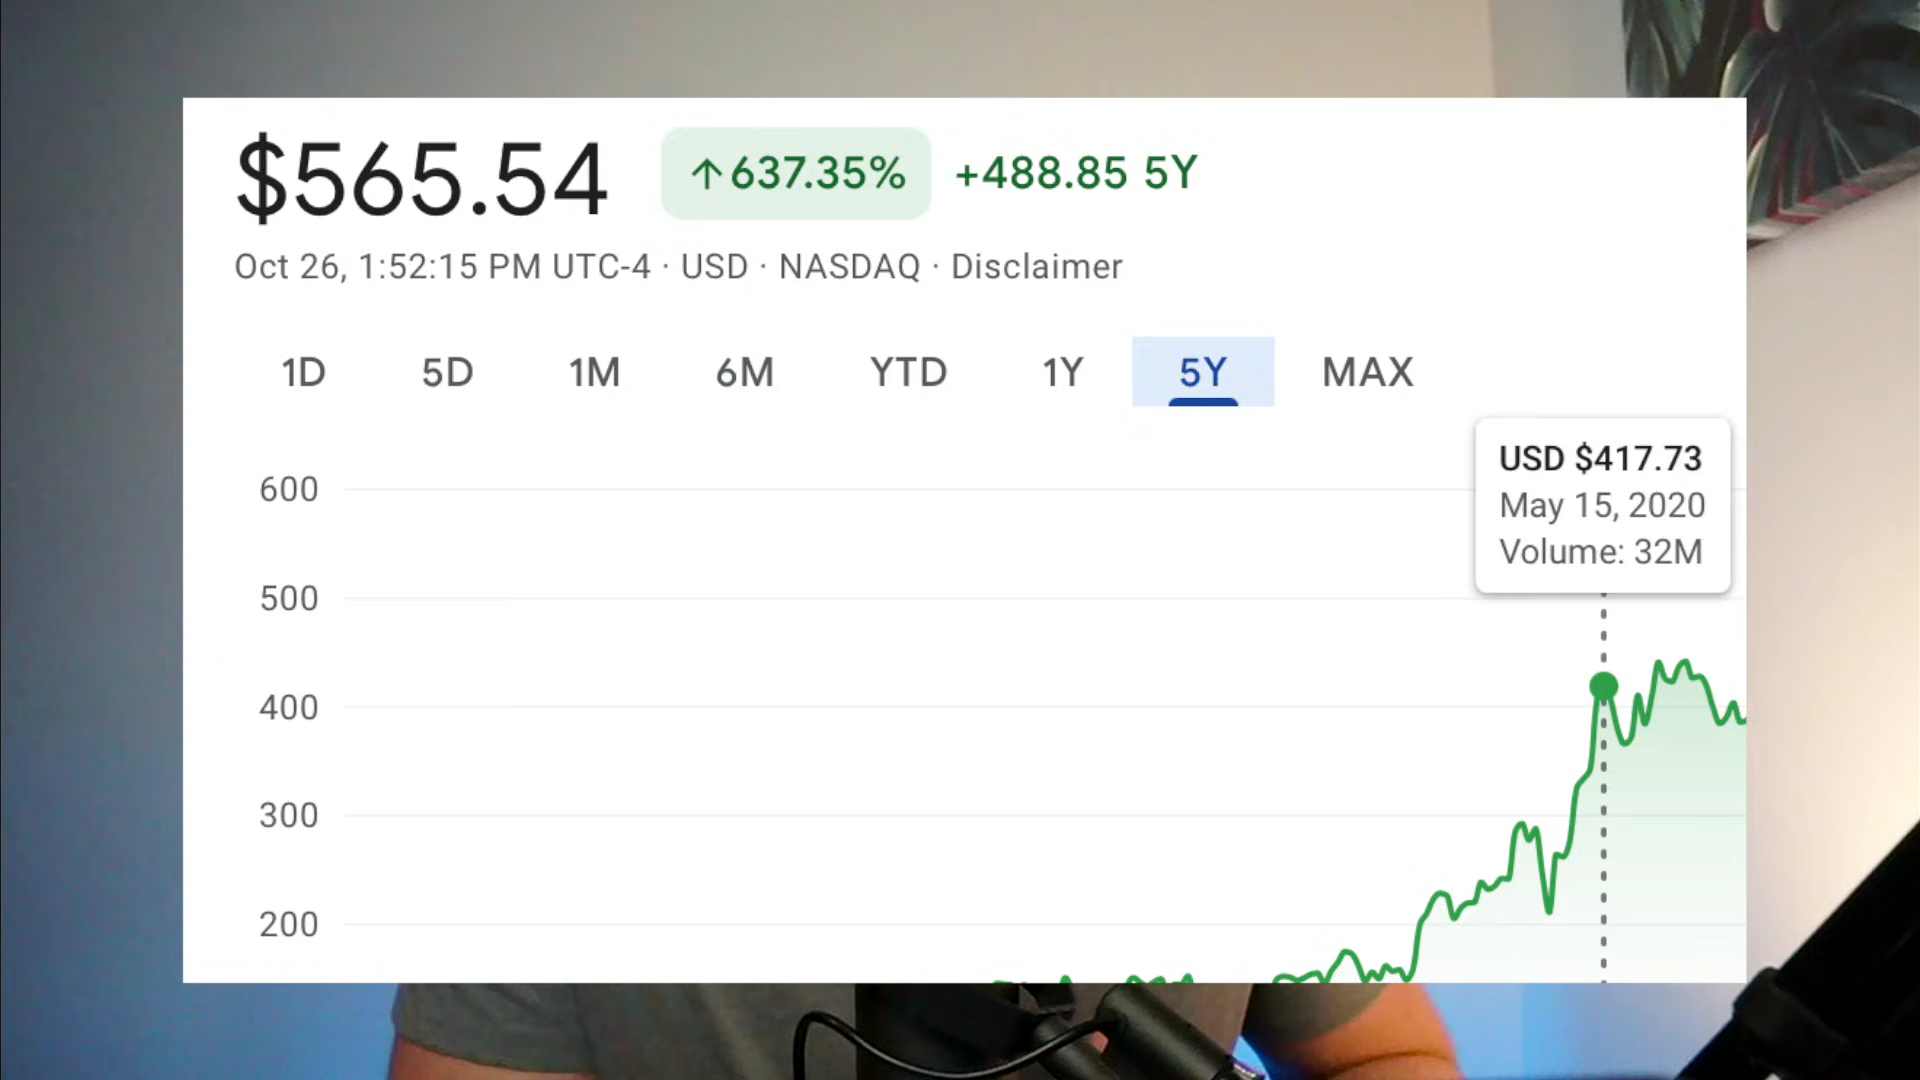 $565.54 ↑637.35% +488.85 5Y
Oct 26, 1:52:15 PM UTC-4 · USD · NASDAQ · Disclaimer
1D 5D 1M 6M YTD 1Y 5Y MAX
USD $417.73
May 15, 2020
Volume: 32M
600
500
400
300
200